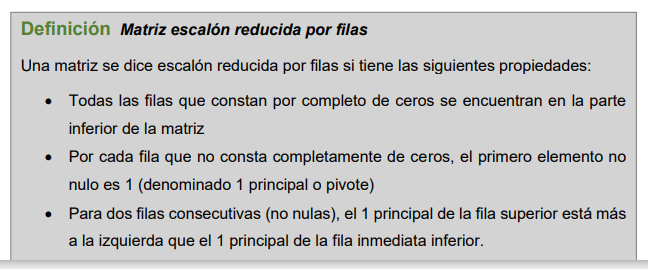 Definición Matriz escalón reducida por filas
Una matriz se dice escalón reducida por filas si tiene las siguientes propiedades:
• Todas las filas que constan por completo de ceros se encuentran en la parte
inferior de la matriz
• Por cada fila que no consta completamente de ceros, el primero elemento no
nulo es 1 (denominado 1 principal o pivote)
• Para dos filas consecutivas (no nulas), el 1 principal de la fila superior está más
a la izquierda que el 1 principal de la fila inmediata inferior.